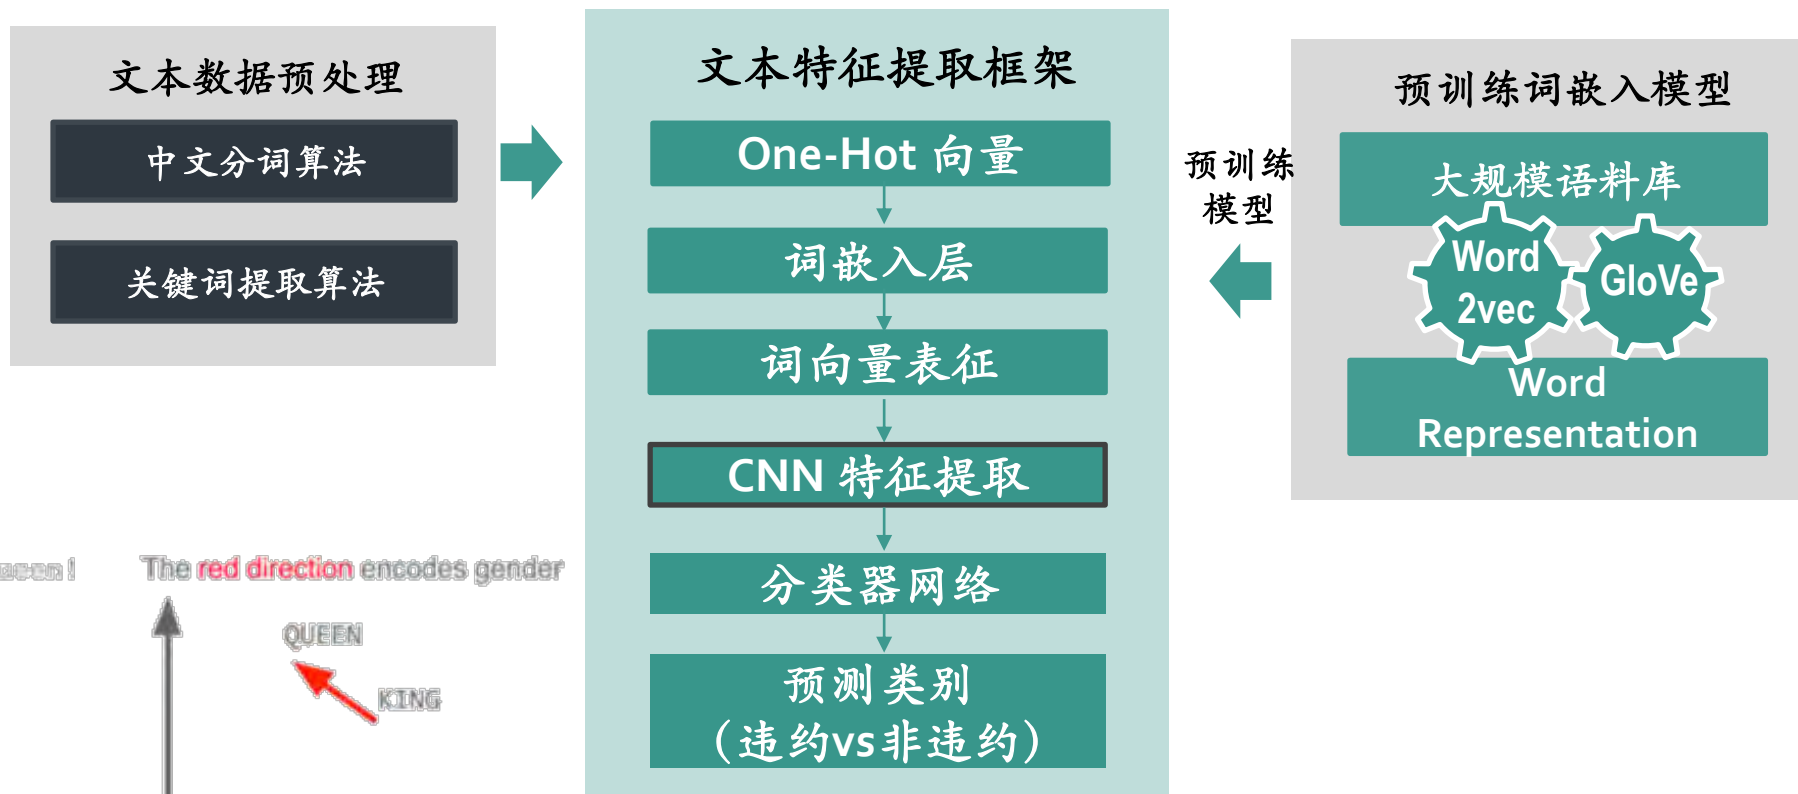 文本数据预处理
中文分词算法
关键词提取算法
文本特征提取框架
One-Hot 向量
词嵌入层
词向量表征
CNN 特征提取
分类器网络
预测类别
（违约vs非违约）
预训练
模型
预训练词嵌入模型
大规模语料库
Word
2vec
GloVe
Word
Representation
The red direction encodes gender
QUEEN
KING